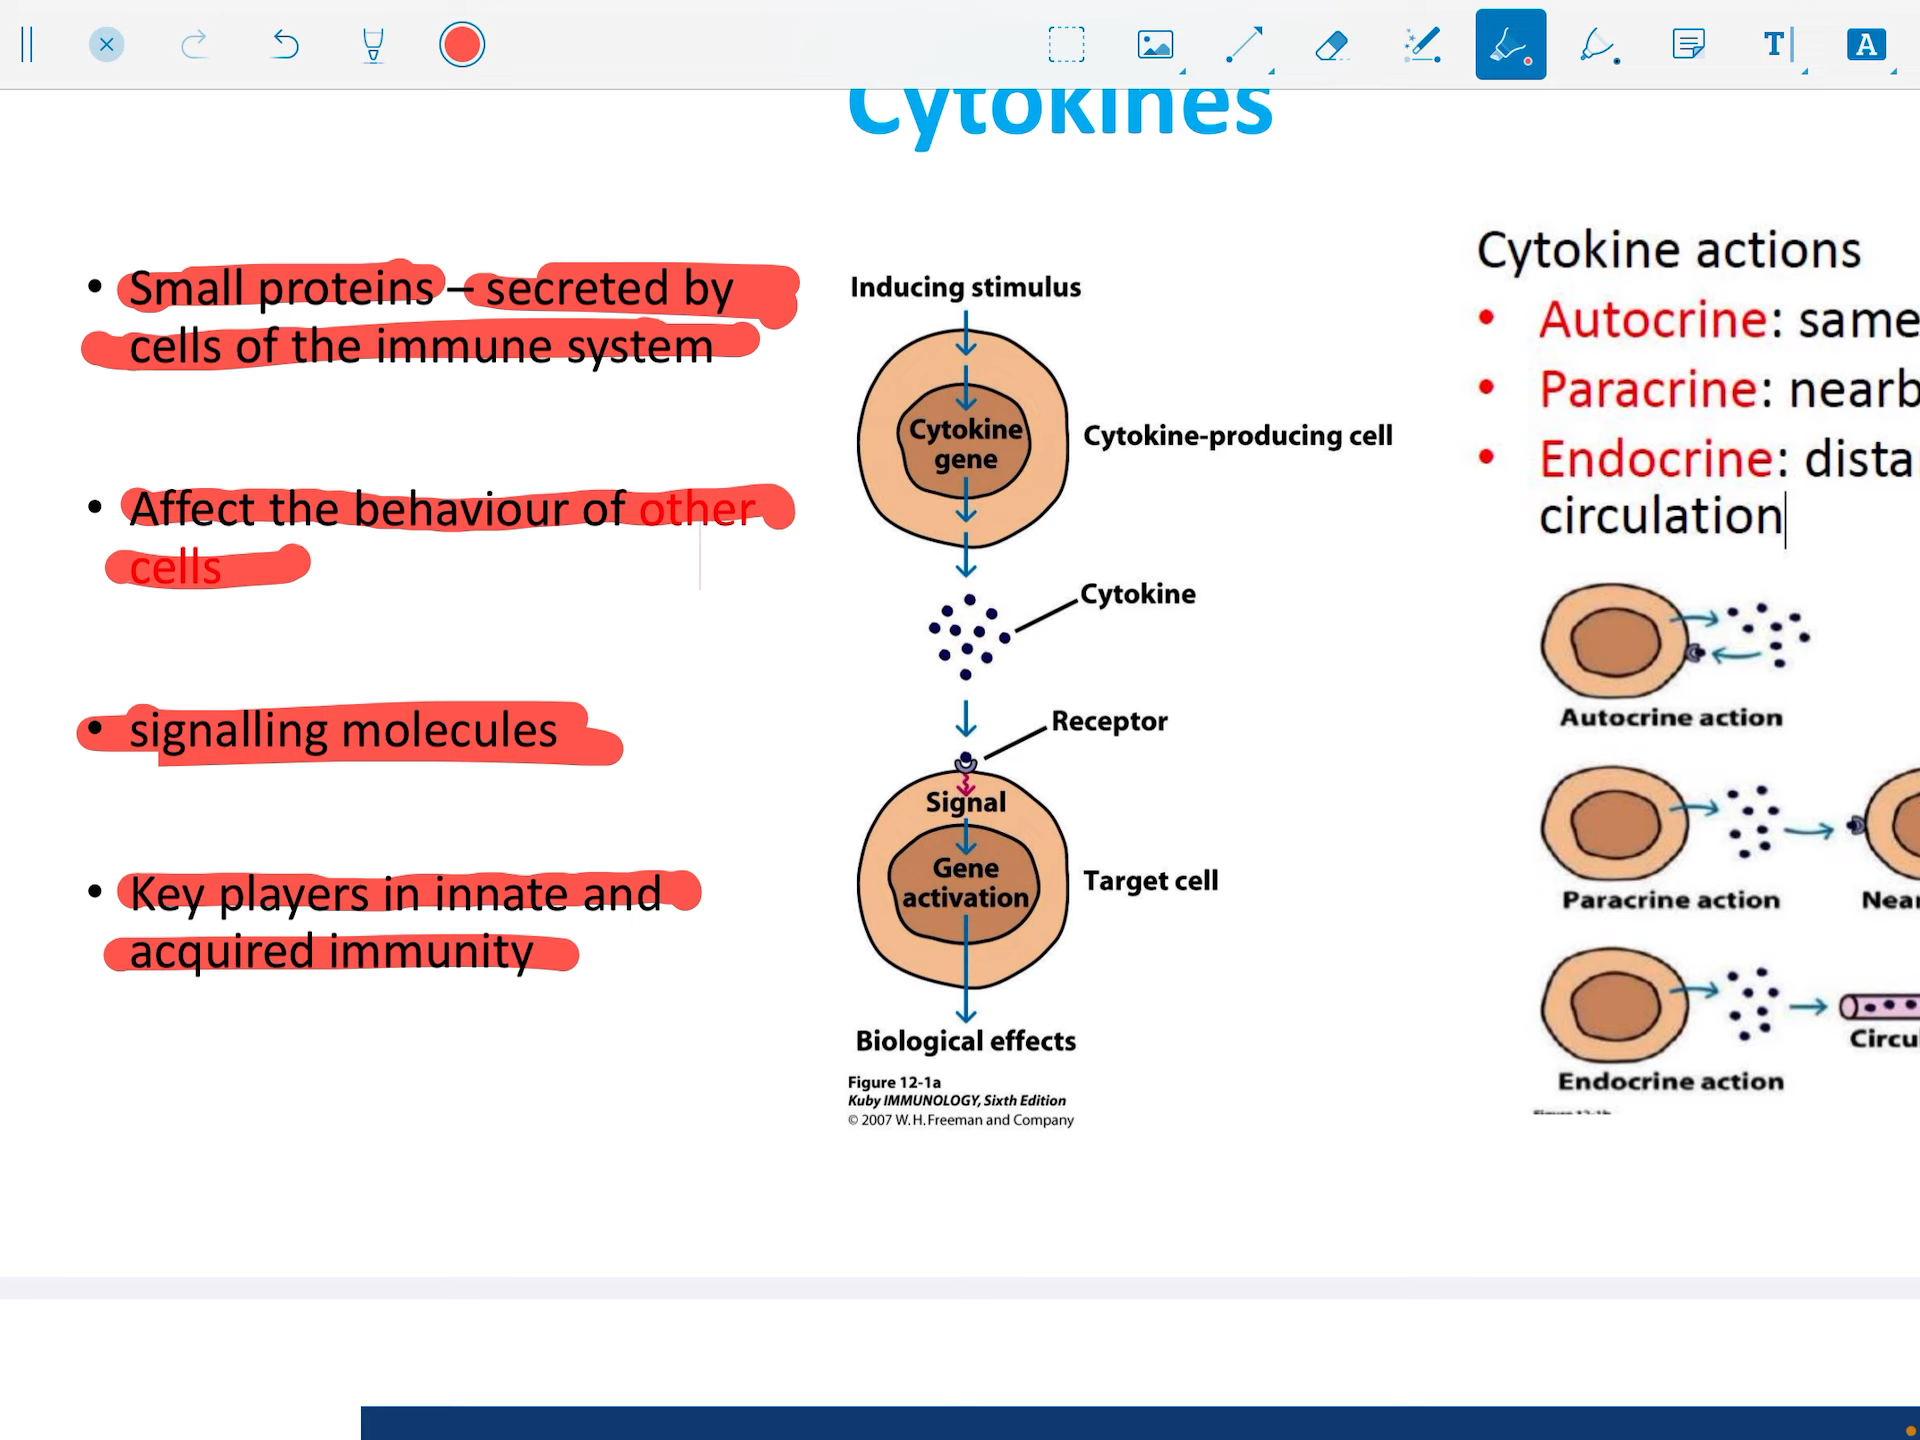 Cytokines
• Small proteins – secreted by
cells of the immune system
• Affect the behaviour of other
cells
• signalling molecules
• Key players in innate and
acquired immunity
Inducing stimulus
Cytokine
gene
Cytokine-producing cell
Cytokine
Receptor
Signal
Gene
activation
Target cell
Biological effects
Figure 12-1a
Kuby IMMUNOLOGY, Sixth Edition
© 2007 W. H. Freeman and Company
Cytokine actions
• Autocrine: same
• Paracrine: nearb
• Endocrine: dista
circulation
Autocrine action
Paracrine action
Near
Circu
Endocrine action
T
A